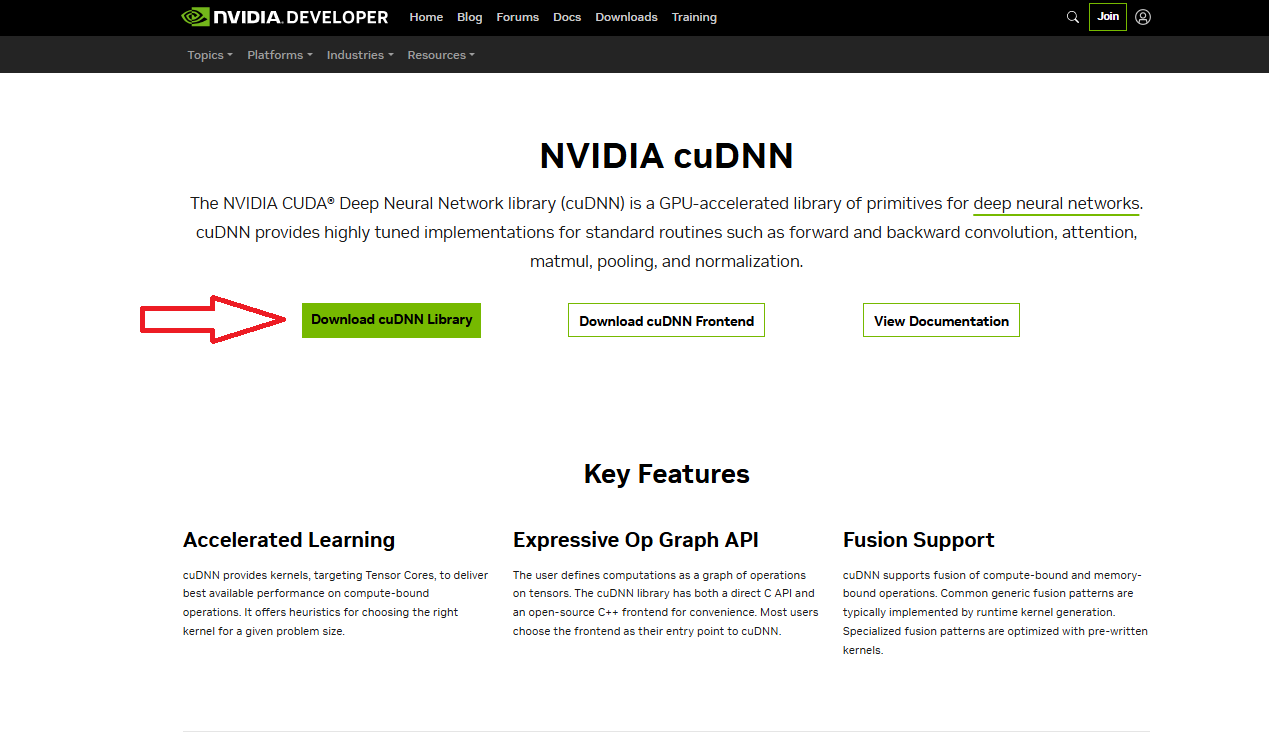 NVIDIA. DEVELOPER Home Blog Forums Docs Downloads Training Join
Topics Platforms Industries Resources
NVIDIA cuDNN
The NVIDIA CUDA® Deep Neural Network library (cuDNN) is a GPU-accelerated library of primitives for deep neural networks.
cuDNN provides highly tuned implementations for standard routines such as forward and backward convolution, attention,
matmul, pooling, and normalization.
Download cuDNN Library Download cuDNN Frontend View Documentation
Key Features
Accelerated Learning
cuDNN provides kernels, targeting Tensor Cores, to deliver
best available performance on compute-bound
operations. It offers heuristics for choosing the right
kernel for a given problem size.
Expressive Op Graph API
The user defines computations as a graph of operations
on tensors. The cuDNN library has both a direct C API and
an open-source C++ frontend for convenience. Most users
choose the frontend as their entry point to cuDNN.
Fusion Support
cuDNN supports fusion of compute-bound and memory-
bound operations. Common generic fusion patterns are
typically implemented by runtime kernel generation.
Specialized fusion patterns are optimized with pre-written
kernels.